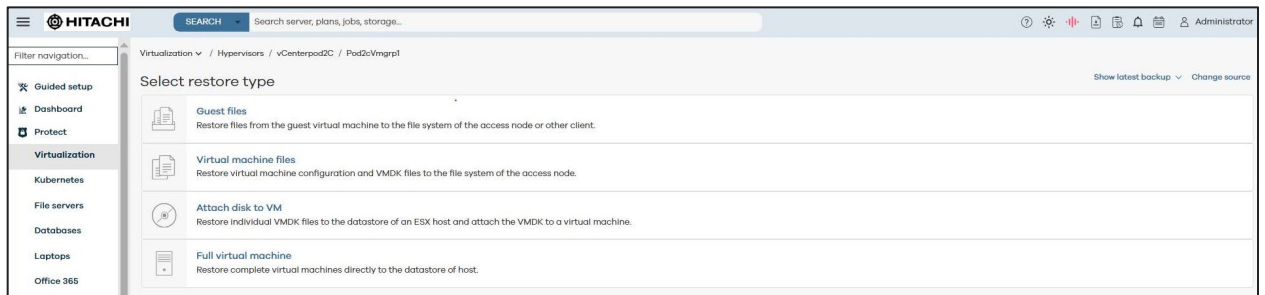 HITACHI
SEARCH
Search server, plans, jobs, storage...
Administrator
Filter navigation...
Guided setup
Dashboard
Protect
Virtualization
Kubernetes
File servers
Databases
Laptops
Office 365
Virtualization / Hypervisors / vCenterpod2C / Pod2cVmgrp1
Select restore type
Show latest backup
Change source
Guest files
Restore files from the guest virtual machine to the file system of the access node or other client.
Virtual machine files
Restore virtual machine configuration and VMDK files to the file system of the access node.
Attach disk to VM
Restore individual VMDK files to the datastore of an ESX host and attach the VMDK to a virtual machine.
Full virtual machine
Restore complete virtual machines directly to the datastore of host.